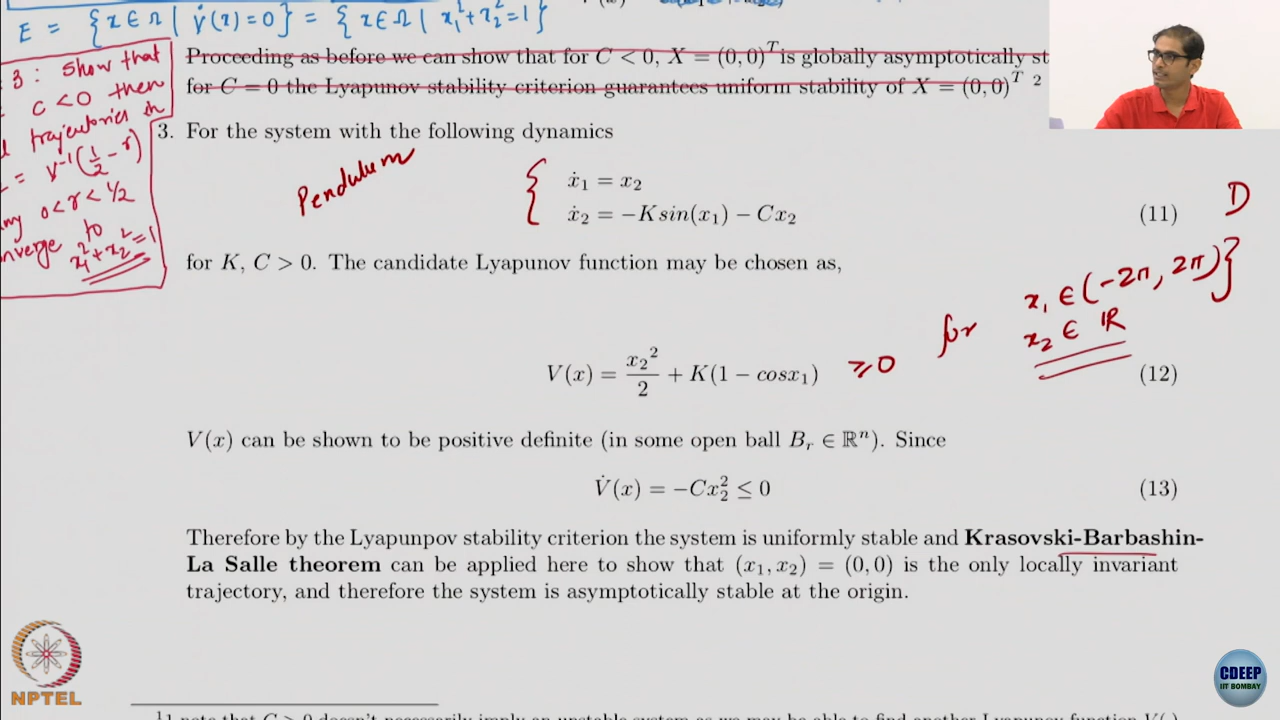 E = {x ∈ Ω | V̇(x) = 0} = {x ∈ Ω | x₁² + x₂² = 1}
3 : Show that
C < 0 then
trajectories in
= V⁻¹(½ - r)
any 0 < r < 1/2
converge to
x₁² + x₂² = 1
Proceeding as before we can show that for C < 0, X = (0, 0)ᵀ is globally asymptotically st
for C = 0 the Lyapunov stability criterion guarantees uniform stability of X = (0, 0)ᵀ ²
3. For the system with the following dynamics
Pendulum
ẋ₁ = x₂
ẋ₂ = −Ksin(x₁) − Cx₂
(11)
D
for K, C > 0. The candidate Lyapunov function may be chosen as,
for x₁ ∈ (-2π, 2π)}
x₂ ∈ ℝ
V(x) = x₂²/2 + K(1 − cosx₁) ≥ 0
(12)
V(x) can be shown to be positive definite (in some open ball Bᵣ ∈ ℝⁿ). Since
V̇(x) = −Cx₂² ≤ 0
(13)
Therefore by the Lyapunpov stability criterion the system is uniformly stable and Krasovski-Barbashin-
La Salle theorem can be applied here to show that (x₁, x₂) = (0, 0) is the only locally invariant
trajectory, and therefore the system is asymptotically stable at the origin.
NPTEL
CDEEP
IIT BOMBAY